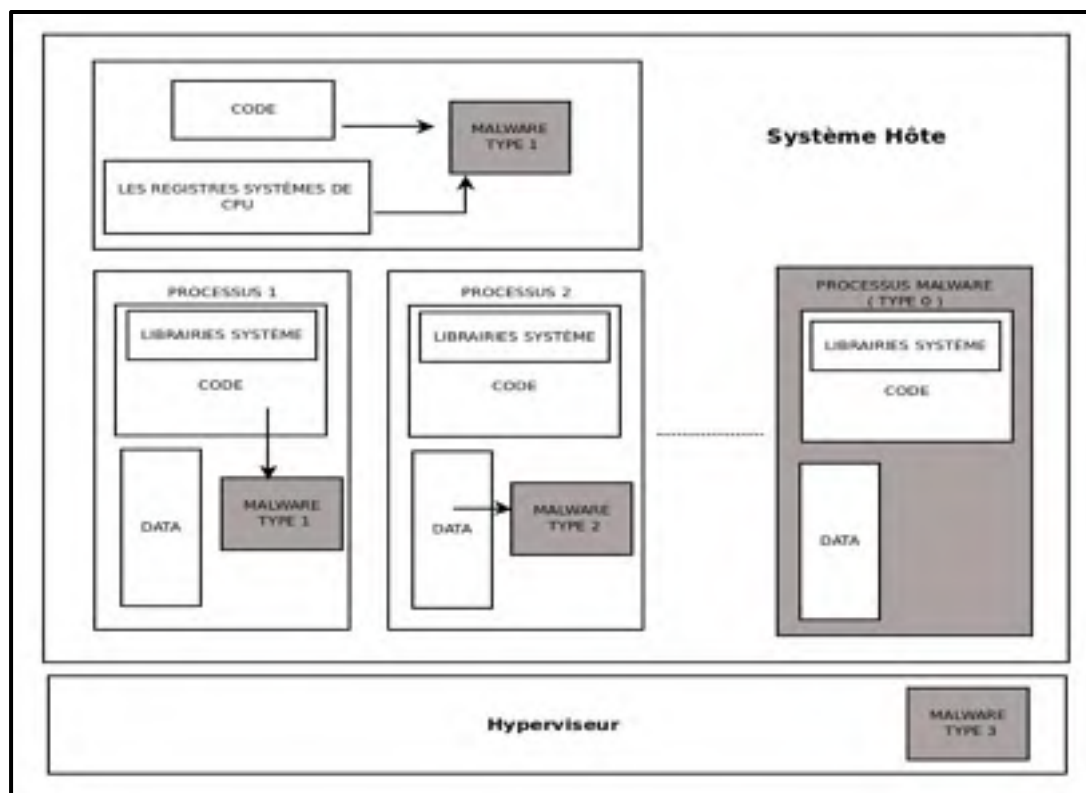 CODE
MALWARE
TYPE 1
Système Hôte
LES REGISTRES SYSTÈMES DE
CPU
PROCESSUS 1
LIBRAIRIES SYSTÈME
CODE
DATA
MALWARE
TYPE 1
PROCESSUS 2
LIBRAIRIES SYSTÈME
CODE
DATA
MALWARE
TYPE 2
PROCESSUS MALWARE
( TYPE 0 )
LIBRAIRIES SYSTÈME
CODE
DATA
Hyperviseur
MALWARE
TYPE 3